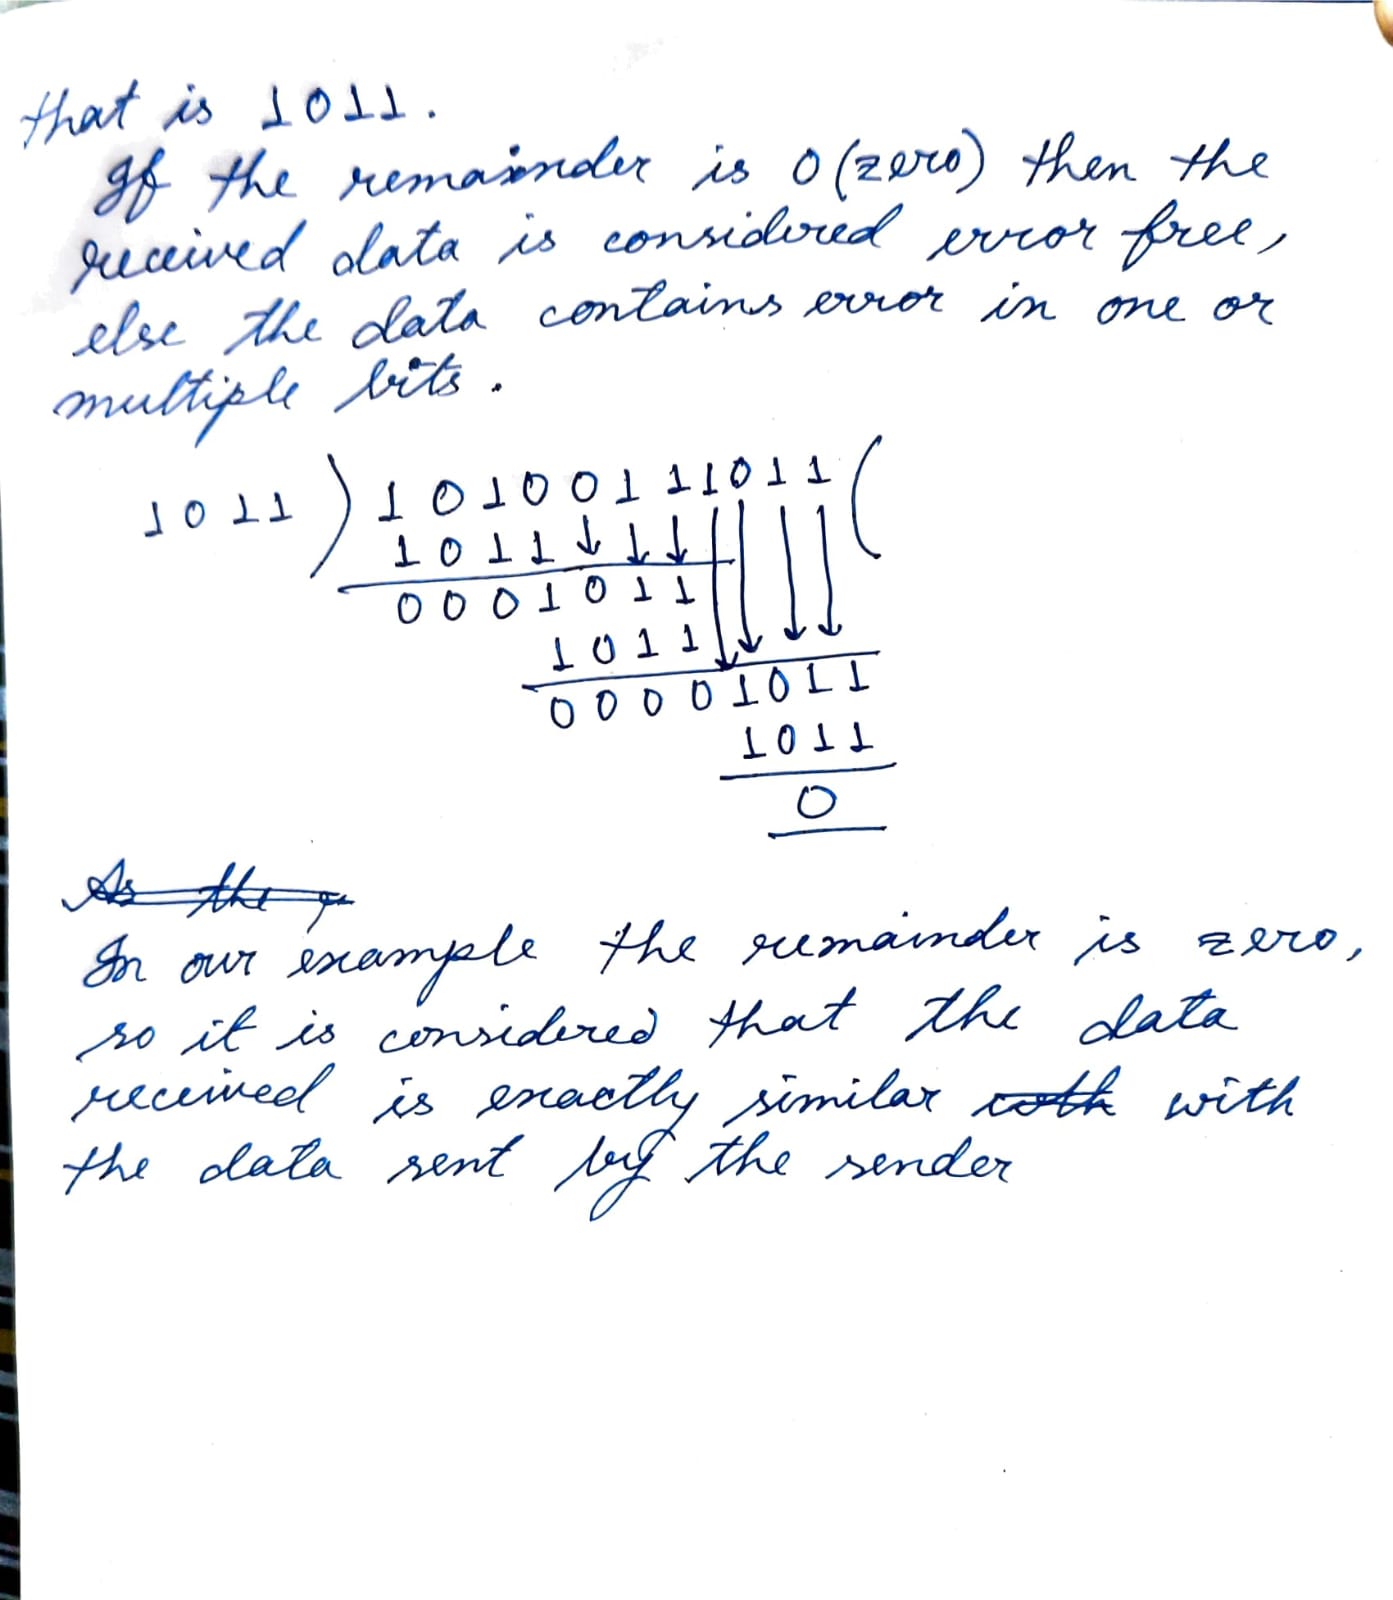 that is 1011.
If the remainder is 0 (zero) then the
received data is considered error free,
else the data contains error in one or
multiple bits.
1011 ) 10100111011 (
1011
0001011
1011
00001011
1011
0
As the
In our example the remainder is zero,
so it is considered that the data
received is exactly similar with
the data sent by the sender